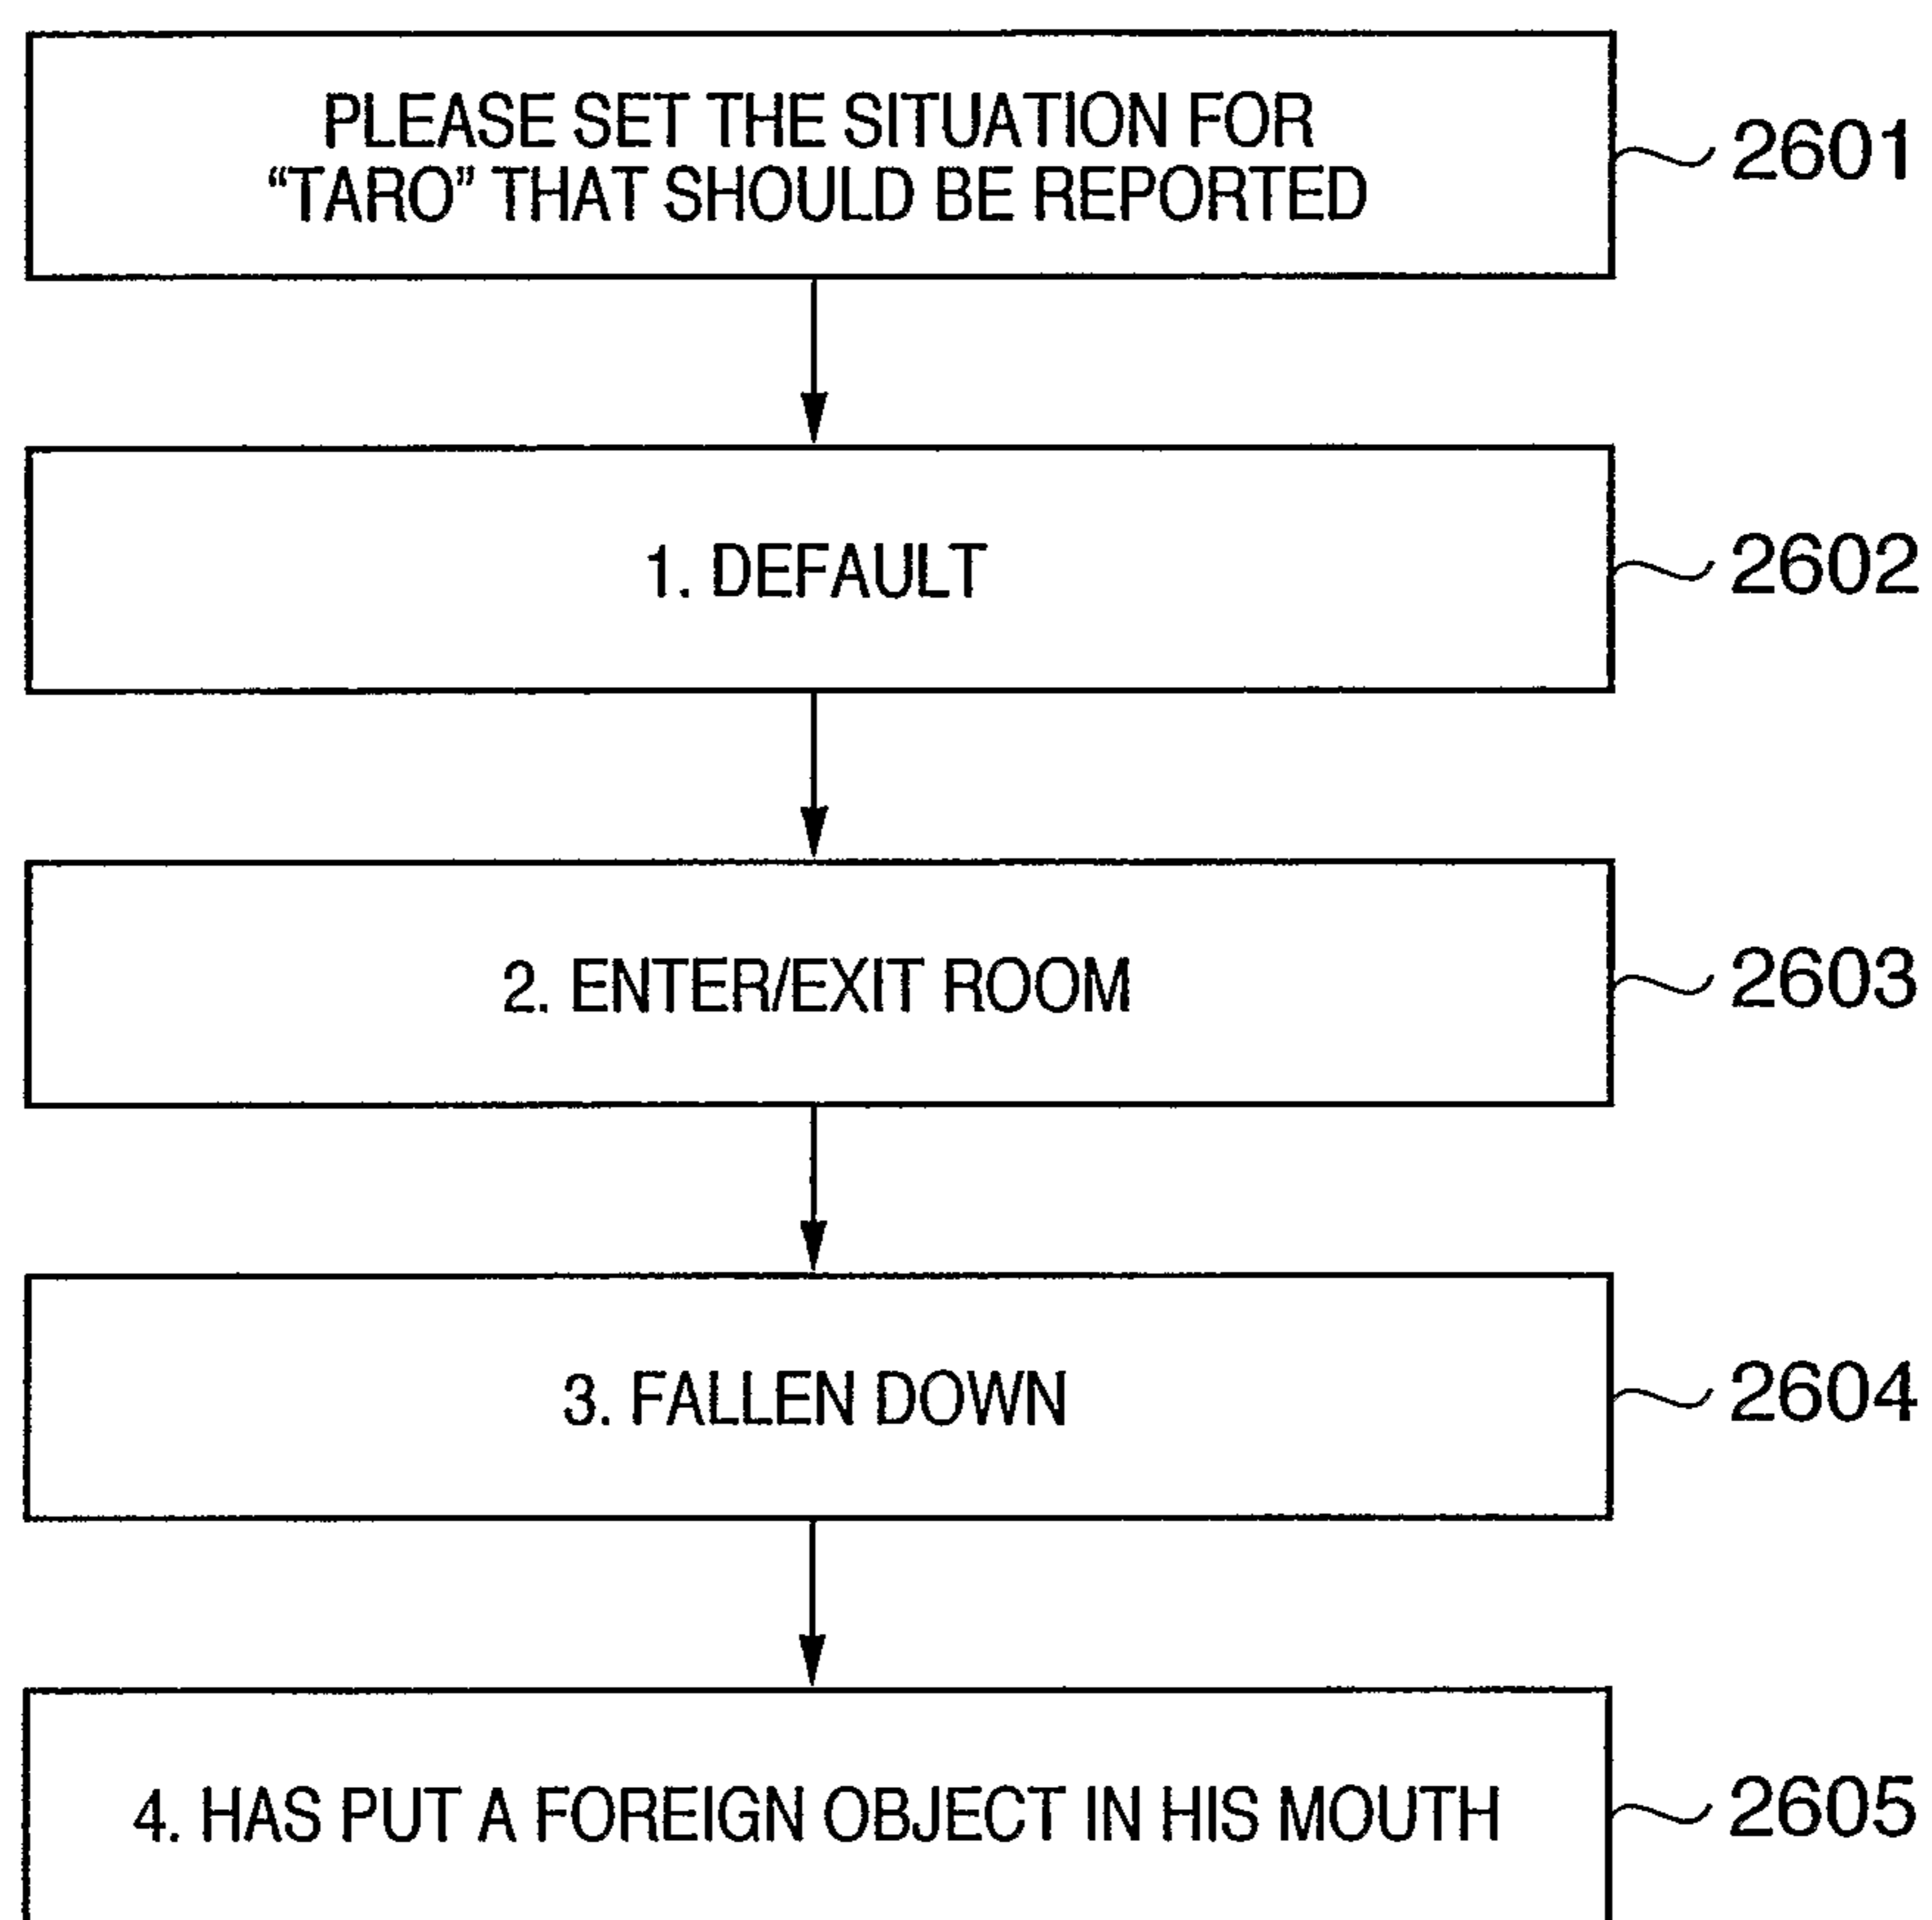 PLEASE SET THE SITUATION FOR
“TARO” THAT SHOULD BE REPORTED
2601
1. DEFAULT
2602
2. ENTER/EXIT ROOM
2603
3. FALLEN DOWN
2604
4. HAS PUT A FOREIGN OBJECT IN HIS MOUTH
2605